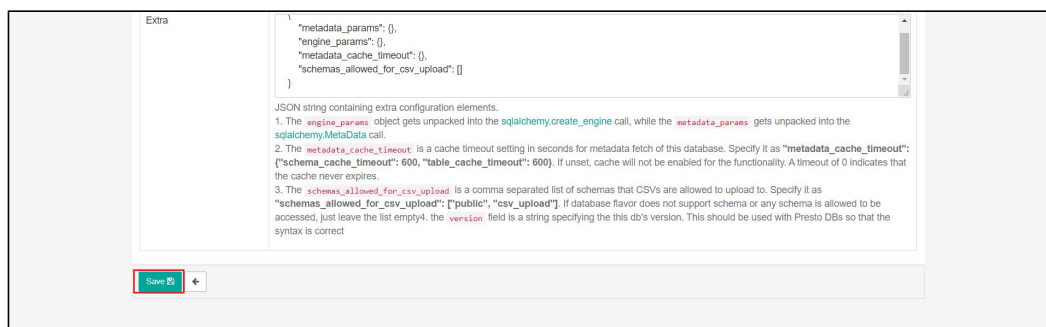 Extra
"metadata_params": {},
"engine_params": {},
"metadata_cache_timeout": {},
"schemas_allowed_for_csv_upload": []
}
JSON string containing extra configuration elements.
1. The engine_params object gets unpacked into the sqlalchemy.create_engine call, while the metadata_params gets unpacked into the
sqlalchemy.MetaData call.
2. The metadata_cache_timeout is a cache timeout setting in seconds for metadata fetch of this database. Specify it as "metadata_cache_timeout":
{"schema_cache_timeout": 600, "table_cache_timeout": 600}. If unset, cache will not be enabled for the functionality. A timeout of 0 indicates that
the cache never expires.
3. The schemas_allowed_for_csv_upload is a comma separated list of schemas that CSVs are allowed to upload to. Specify it as
"schemas_allowed_for_csv_upload": ["public", "csv_upload"]. If database flavor does not support schema or any schema is allowed to be
accessed, just leave the list empty4. the version field is a string specifying the this db's version. This should be used with Presto DBs so that the
syntax is correct
Save